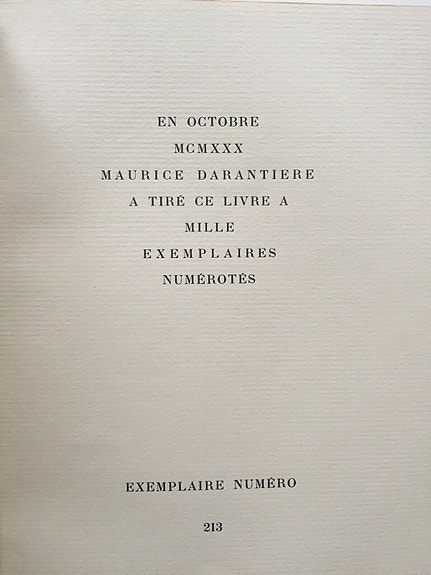 EN OCTOBRE
MCMXXX
MAURICE DARANTIERE
A TIRÉ CE LIVRE A
MILLE
EXEMPLAIRES
NUMÉROTÉS
EXEMPLAIRE NUMÉRO
213